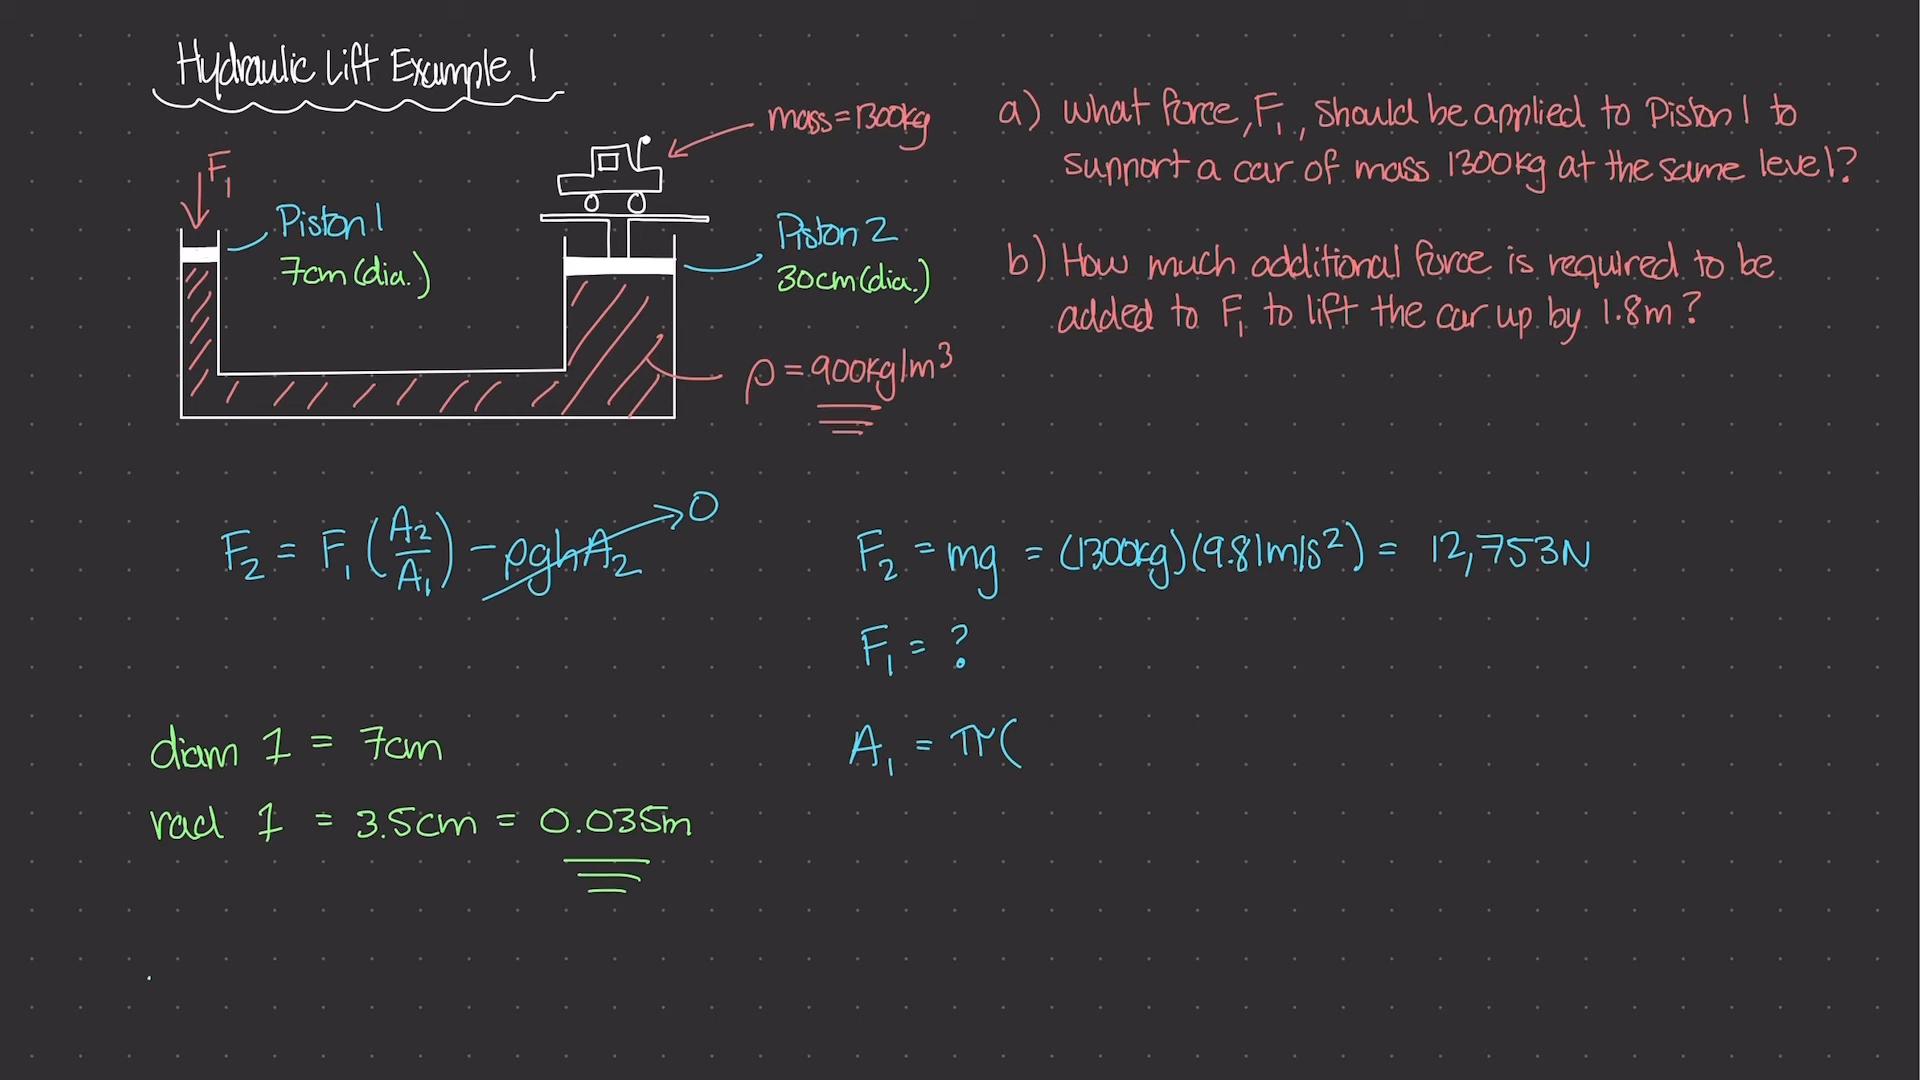 Hydraulic Lift Example 1
mass = 1300kg
F₁
Piston 1
7cm (dia.)
Piston 2
30cm (dia.)
ρ = 900kg/m³
a) What force, F₁, should be applied to Piston 1 to
support a car of mass 1300kg at the same level?
b) How much additional force is required to be
added to F₁ to lift the car up by 1.8m?
F₂ = F₁ (A₂/A₁) - ρghA₂ → 0
F₂ = mg = (1300kg)(9.81m/s²) = 12,753N
F₁ = ?
A₁ = π(
diam 1 = 7cm
rad 1 = 3.5cm = 0.035m